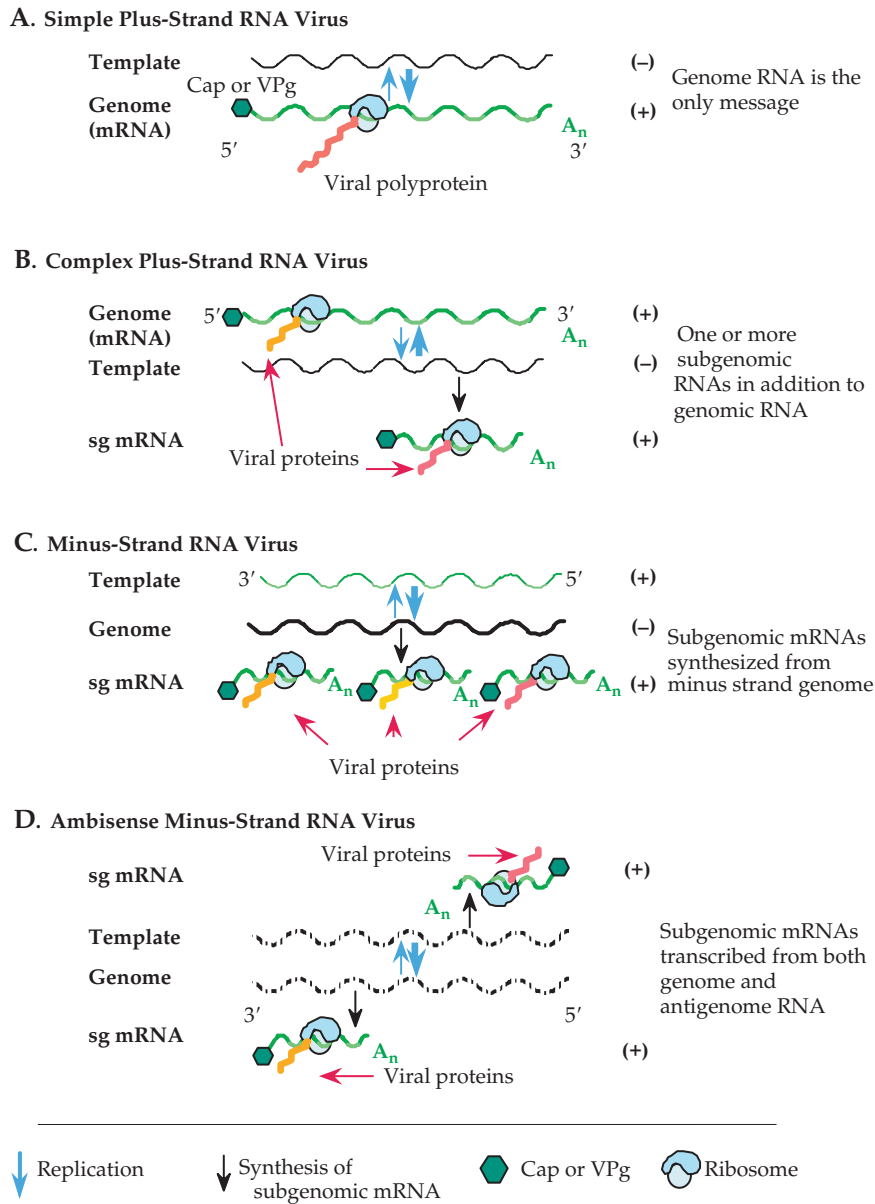 A. Simple Plus-Strand RNA Virus
Template
(–)
Cap or VPg
Genome
(mRNA)
An
(+)
Genome RNA is the
only message
5′
3′
Viral polyprotein
B. Complex Plus-Strand RNA Virus
Genome
(mRNA)
5′
3′
An
(+)
Template
(–)
One or more
subgenomic
RNAs in addition to
genomic RNA
sg mRNA
An
(+)
Viral proteins
C. Minus-Strand RNA Virus
Template
3′
5′
(+)
Genome
(–)
sg mRNA
An
An
An
(+)
Subgenomic mRNAs
synthesized from
minus strand genome
Viral proteins
D. Ambisense Minus-Strand RNA Virus
Viral proteins
sg mRNA
(+)
An
Template
Genome
Subgenomic mRNAs
transcribed from both
genome and
antigenome RNA
3′
5′
sg mRNA
An
(+)
Viral proteins
Replication
Synthesis of
subgenomic mRNA
Cap or VPg
Ribosome